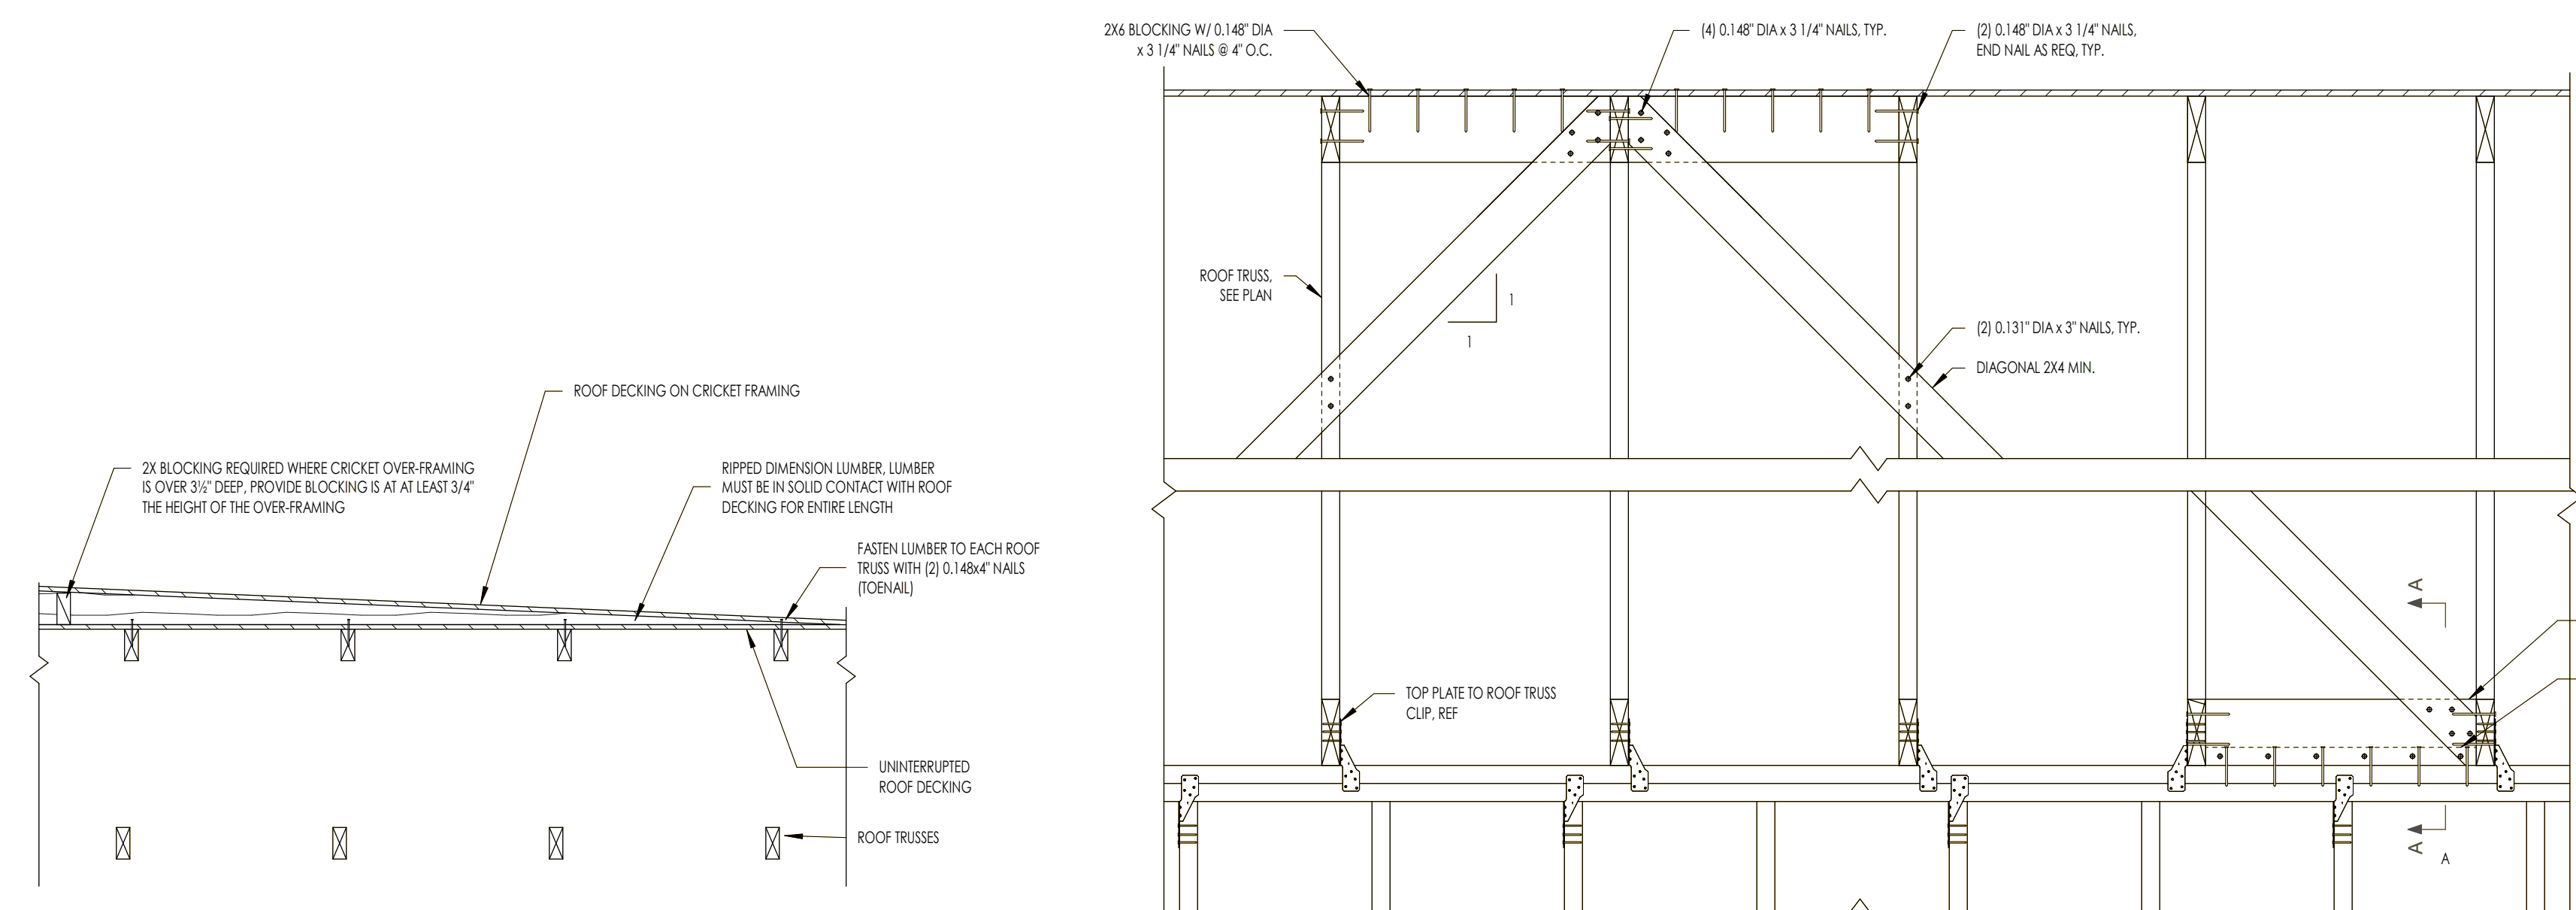 2X6 BLOCKING W/ 0.148" DIA
x 3 1/4" NAILS @ 4" O.C.
(4) 0.148" DIA x 3 1/4" NAILS, TYP.
(2) 0.148" DIA x 3 1/4" NAILS,
END NAIL AS REQ, TYP.
ROOF TRUSS,
SEE PLAN
1
1
(2) 0.131" DIA x 3" NAILS, TYP.
DIAGONAL 2X4 MIN.
ROOF DECKING ON CRICKET FRAMING
2X BLOCKING REQUIRED WHERE CRICKET OVER-FRAMING
IS OVER 3½" DEEP, PROVIDE BLOCKING IS AT AT LEAST 3/4"
THE HEIGHT OF THE OVER-FRAMING
RIPPED DIMENSION LUMBER, LUMBER
MUST BE IN SOLID CONTACT WITH ROOF
DECKING FOR ENTIRE LENGTH
FASTEN LUMBER TO EACH ROOF
TRUSS WITH (2) 0.148x4" NAILS
(TOENAIL)
A
TOP PLATE TO ROOF TRUSS
CLIP, REF
UNINTERRUPTED
ROOF DECKING
ROOF TRUSSES
A
A